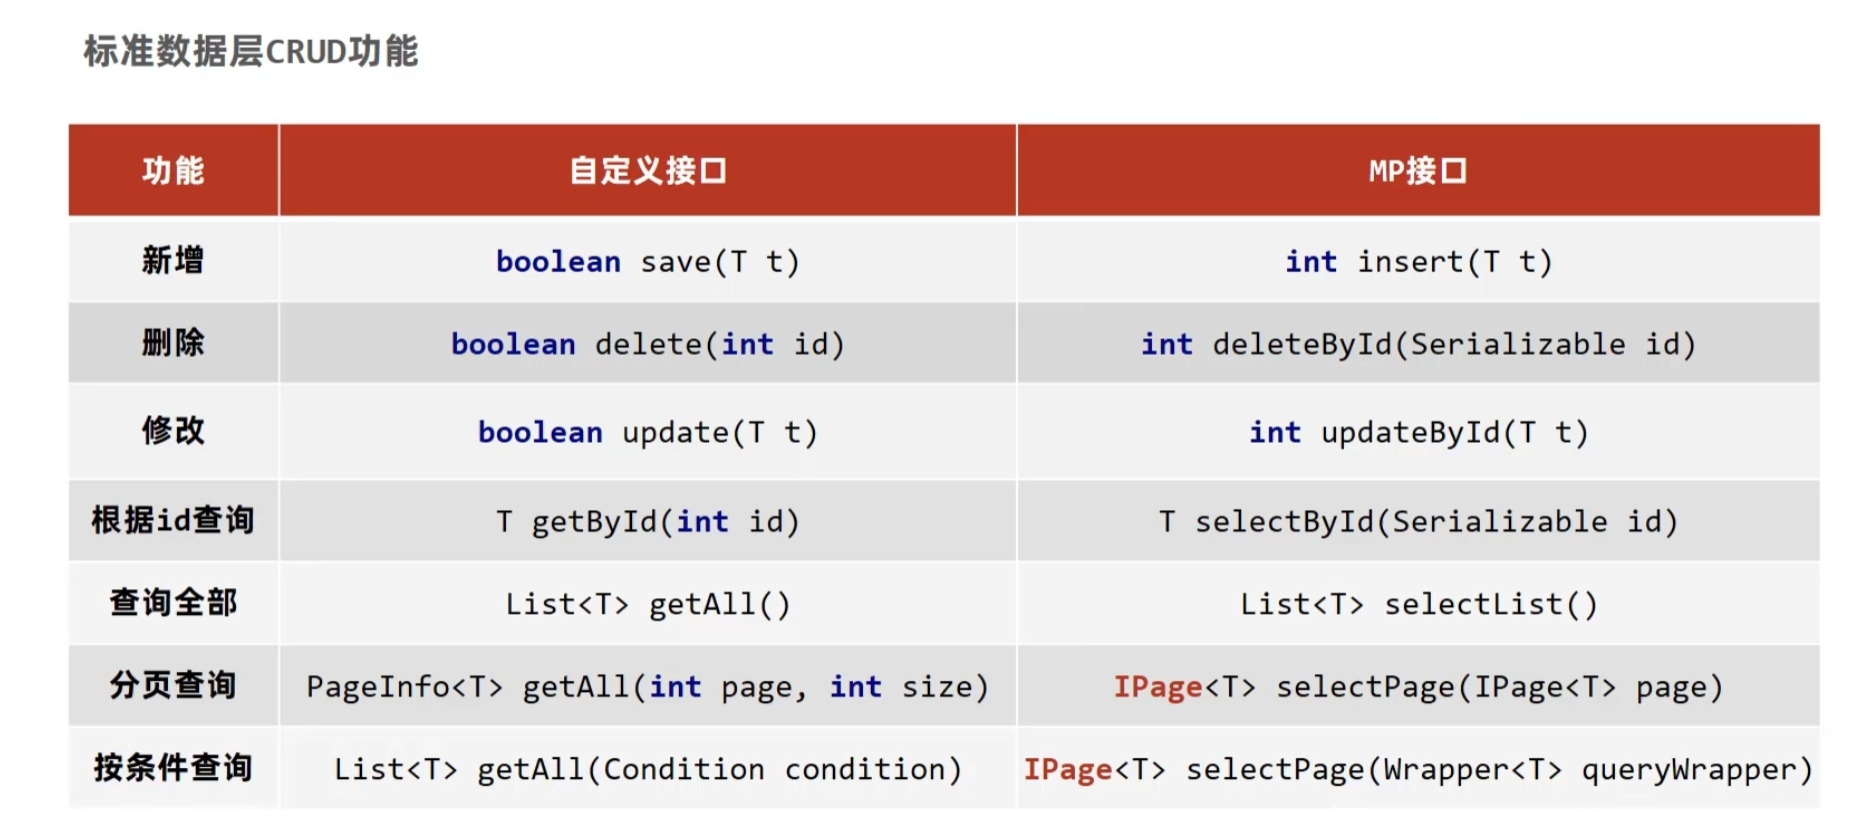 标准数据层CRUD功能
功能 自定义接口 MP接口
新增 boolean save(T t) int insert(T t)
删除 boolean delete(int id) int deleteById(Serializable id)
修改 boolean update(T t) int updateById(T t)
根据id查询 T getById(int id) T selectById(Serializable id)
查询全部 List<T> getAll() List<T> selectList()
分页查询 PageInfo<T> getAll(int page, int size) IPage<T> selectPage(IPage<T> page)
按条件查询 List<T> getAll(Condition condition) IPage<T> selectPage(Wrapper<T> queryWrapper)